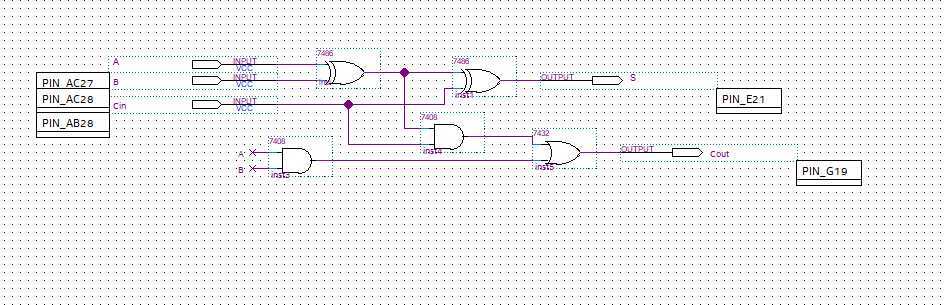 7486
A
INPUT
VCC
7486
B
INPUT
VCC
OUTPUT
S
PIN_AC27
PIN_AC28
Cin
INPUT
VCC
PIN_E21
PIN_AB28
7408
7432
7408
inst4
A
OUTPUT
Cout
B
inst3
inst5
PIN_G19